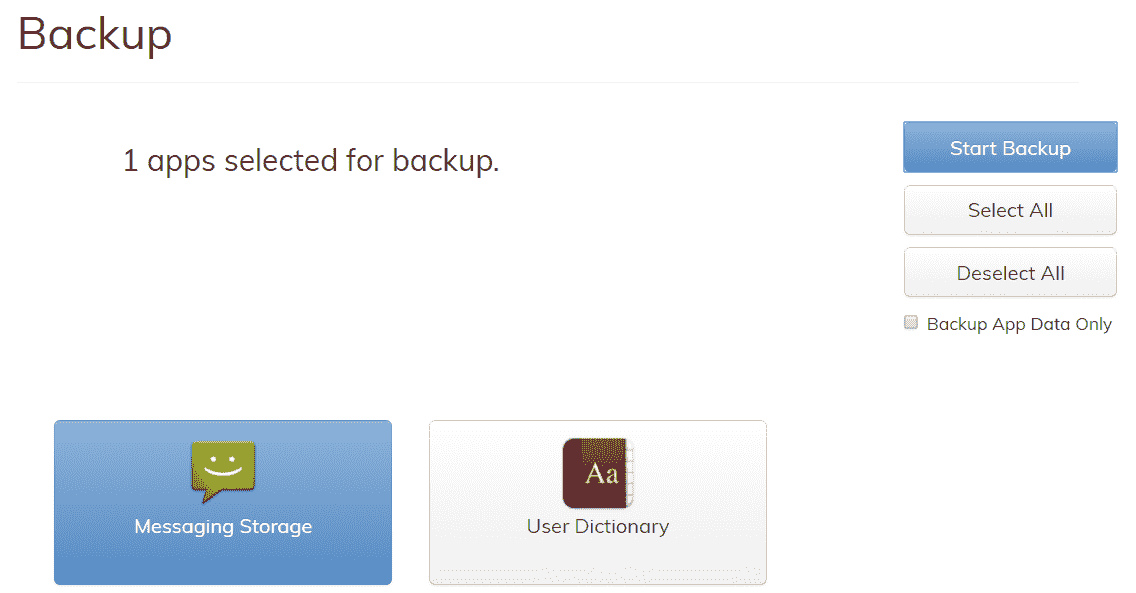 Backup
1 apps selected for backup.
Start Backup
Select All
Deselect All
Backup App Data Only
Aa
Messaging Storage
User Dictionary